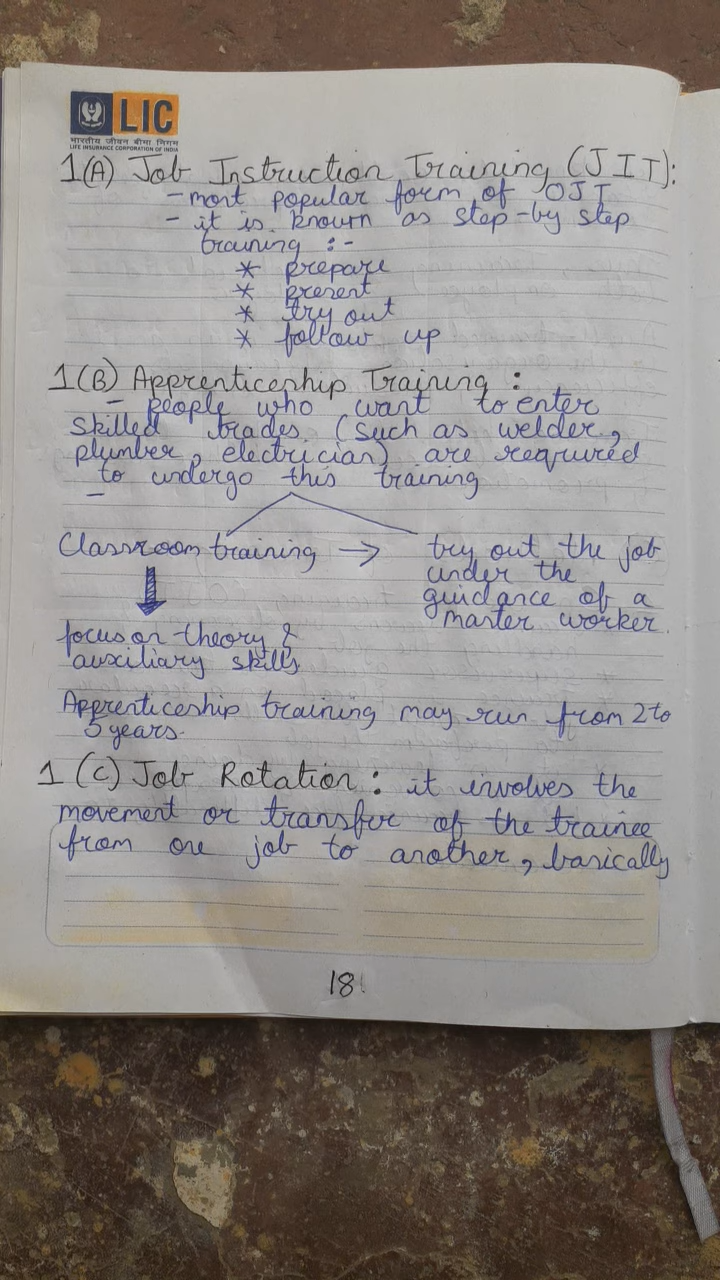 LIC
भारतीय जीवन बीमा निगम
LIFE INSURANCE CORPORATION OF INDIA
1(A) Job Instruction Training (JIT):
- most popular form of OJT
- it is known as step-by step
training :-
* prepare
* present
* try out
* follow up
1(B) Apprenticeship Training :
- people who want to enter
skilled trades (such as welder,
plumber, electrician) are required
to undergo this training
-
Classroom training → try out the job
under the
guidance of a
master worker.
focus on theory &
auxiliary skills
Apprenticeship training may run from 2 to
5 years.
1 (C) Job Rotation : it involves the
movement or transfer of the trainee
from one job to another, basically
18